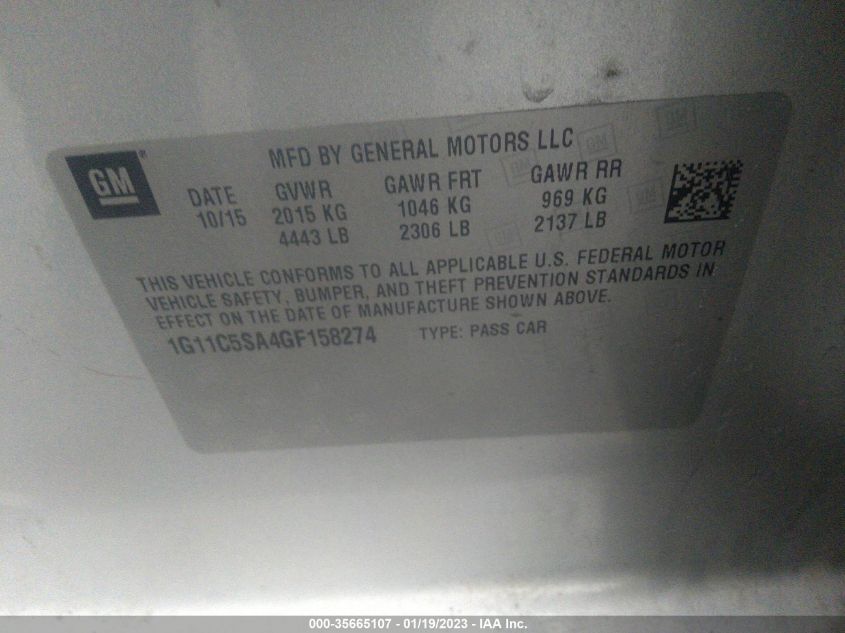 GM ®
MFD BY GENERAL MOTORS LLC
DATE GVWR GAWR FRT GAWR RR
10/15 2015 KG 1046 KG 969 KG
4443 LB 2306 LB 2137 LB
THIS VEHICLE CONFORMS TO ALL APPLICABLE U.S. FEDERAL MOTOR
VEHICLE SAFETY, BUMPER, AND THEFT PREVENTION STANDARDS IN
EFFECT ON THE DATE OF MANUFACTURE SHOWN ABOVE.
1G11C5SA4GF158274 TYPE: PASS CAR
000-35665107 - 01/19/2023 - IAA Inc.